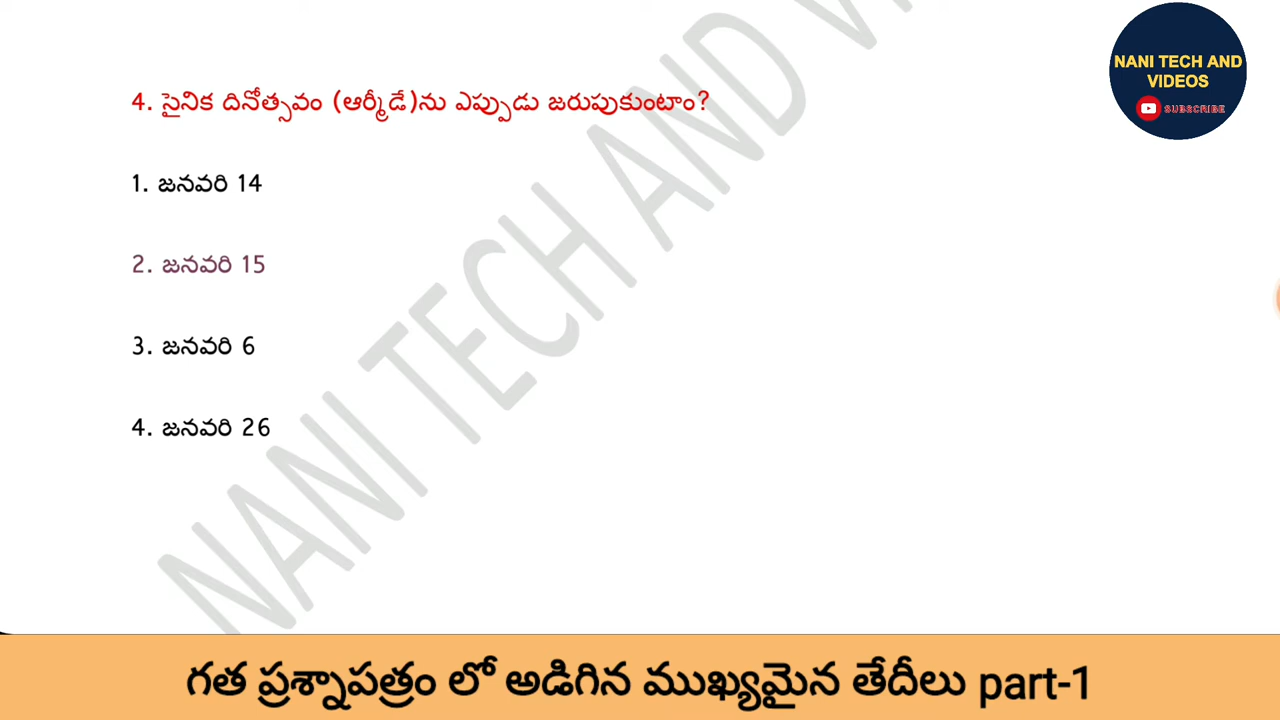 NANI TECH AND
VIDEOS
SUBSCRIBE
4. సైనిక దినోత్సవం (ఆర్మీడే)ను ఎప్పుడు జరుపుకుంటాం?
1. జనవరి 14
2. జనవరి 15
3. జనవరి 6
4. జనవరి 26
NANI TECH AND
గత ప్రశ్నాపత్రం లో అడిగిన ముఖ్యమైన తేదీలు part-1